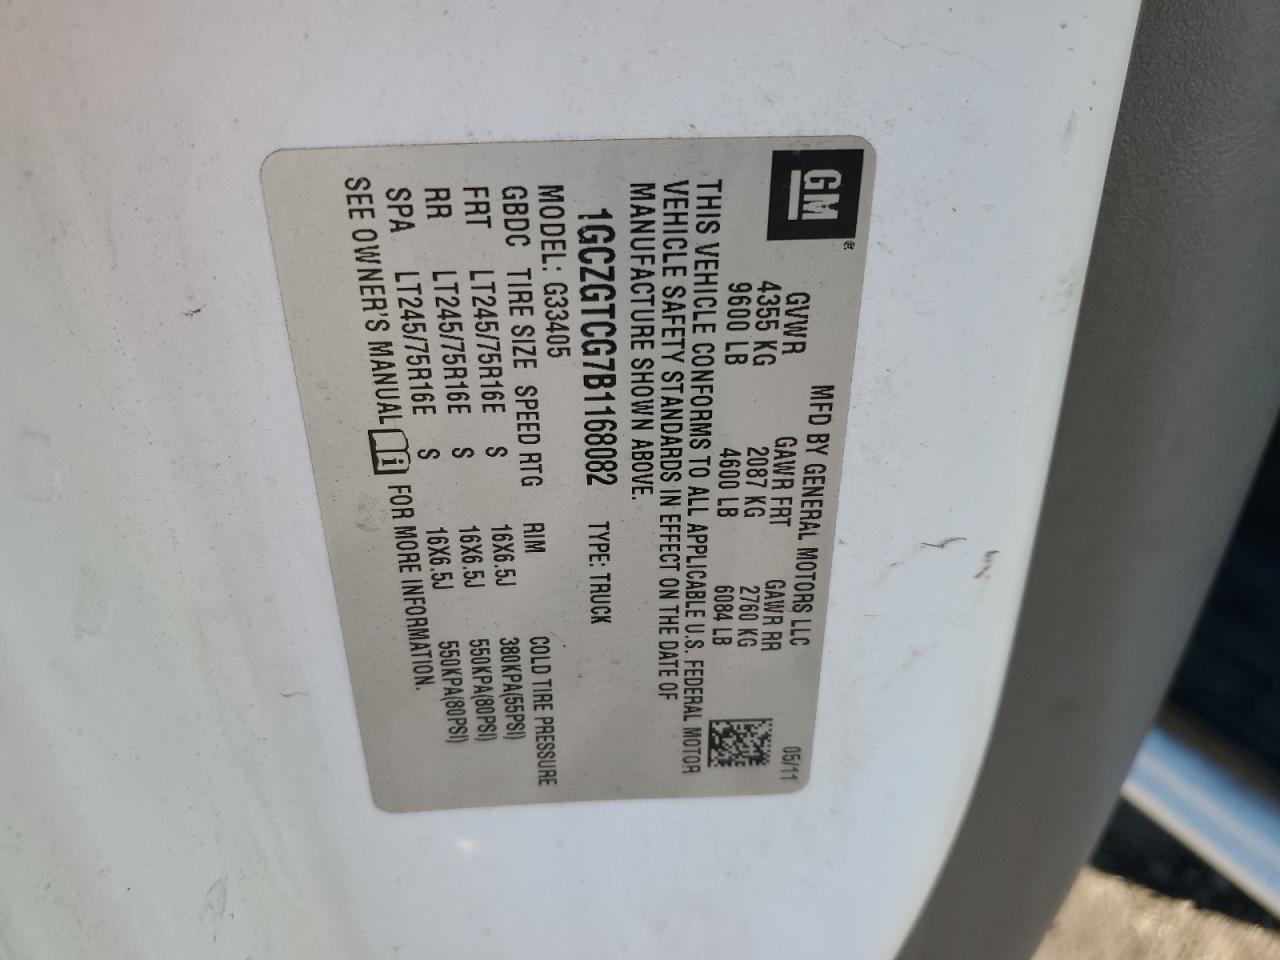 GM®
MFD BY GENERAL MOTORS LLC 05/11
GVWR GAWR FRT GAWR RR
4355 KG 2087 KG 2760 KG
9600 LB 4600 LB 6084 LB
THIS VEHICLE CONFORMS TO ALL APPLICABLE U.S. FEDERAL MOTOR
VEHICLE SAFETY STANDARDS IN EFFECT ON THE DATE OF
MANUFACTURE SHOWN ABOVE.
1GCZGTCG7B1168082 TYPE: TRUCK
MODEL: G33405
GBDC TIRE SIZE SPEED RTG RIM COLD TIRE PRESSURE
FRT LT245/75R16E S 16X6.5J 380KPA(55PSI)
RR LT245/75R16E S 16X6.5J 550KPA(80PSI)
SPA LT245/75R16E S 16X6.5J 550KPA(80PSI)
SEE OWNER'S MANUAL i FOR MORE INFORMATION.